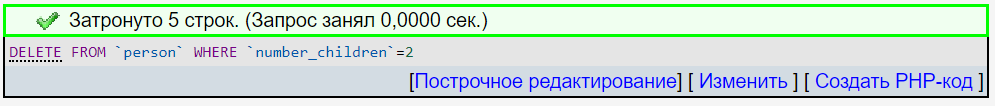 Затронуто 5 строк. (Запрос занял 0,0000 сек.)
DELETE FROM `person` WHERE `number_children`=2
[Построчное редактирование] [ Изменить ] [ Создать PHP-код ]